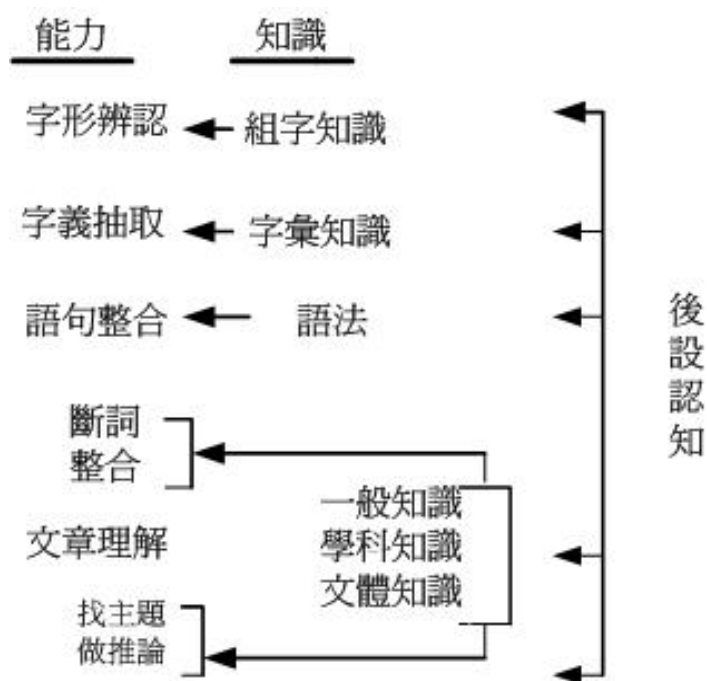 能力 知識
字形辨認 組字知識
字義抽取 字彙知識
語句整合 語法
斷詞
整合
一般知識
文章理解 學科知識
文體知識
找主題
做推論
後設認知